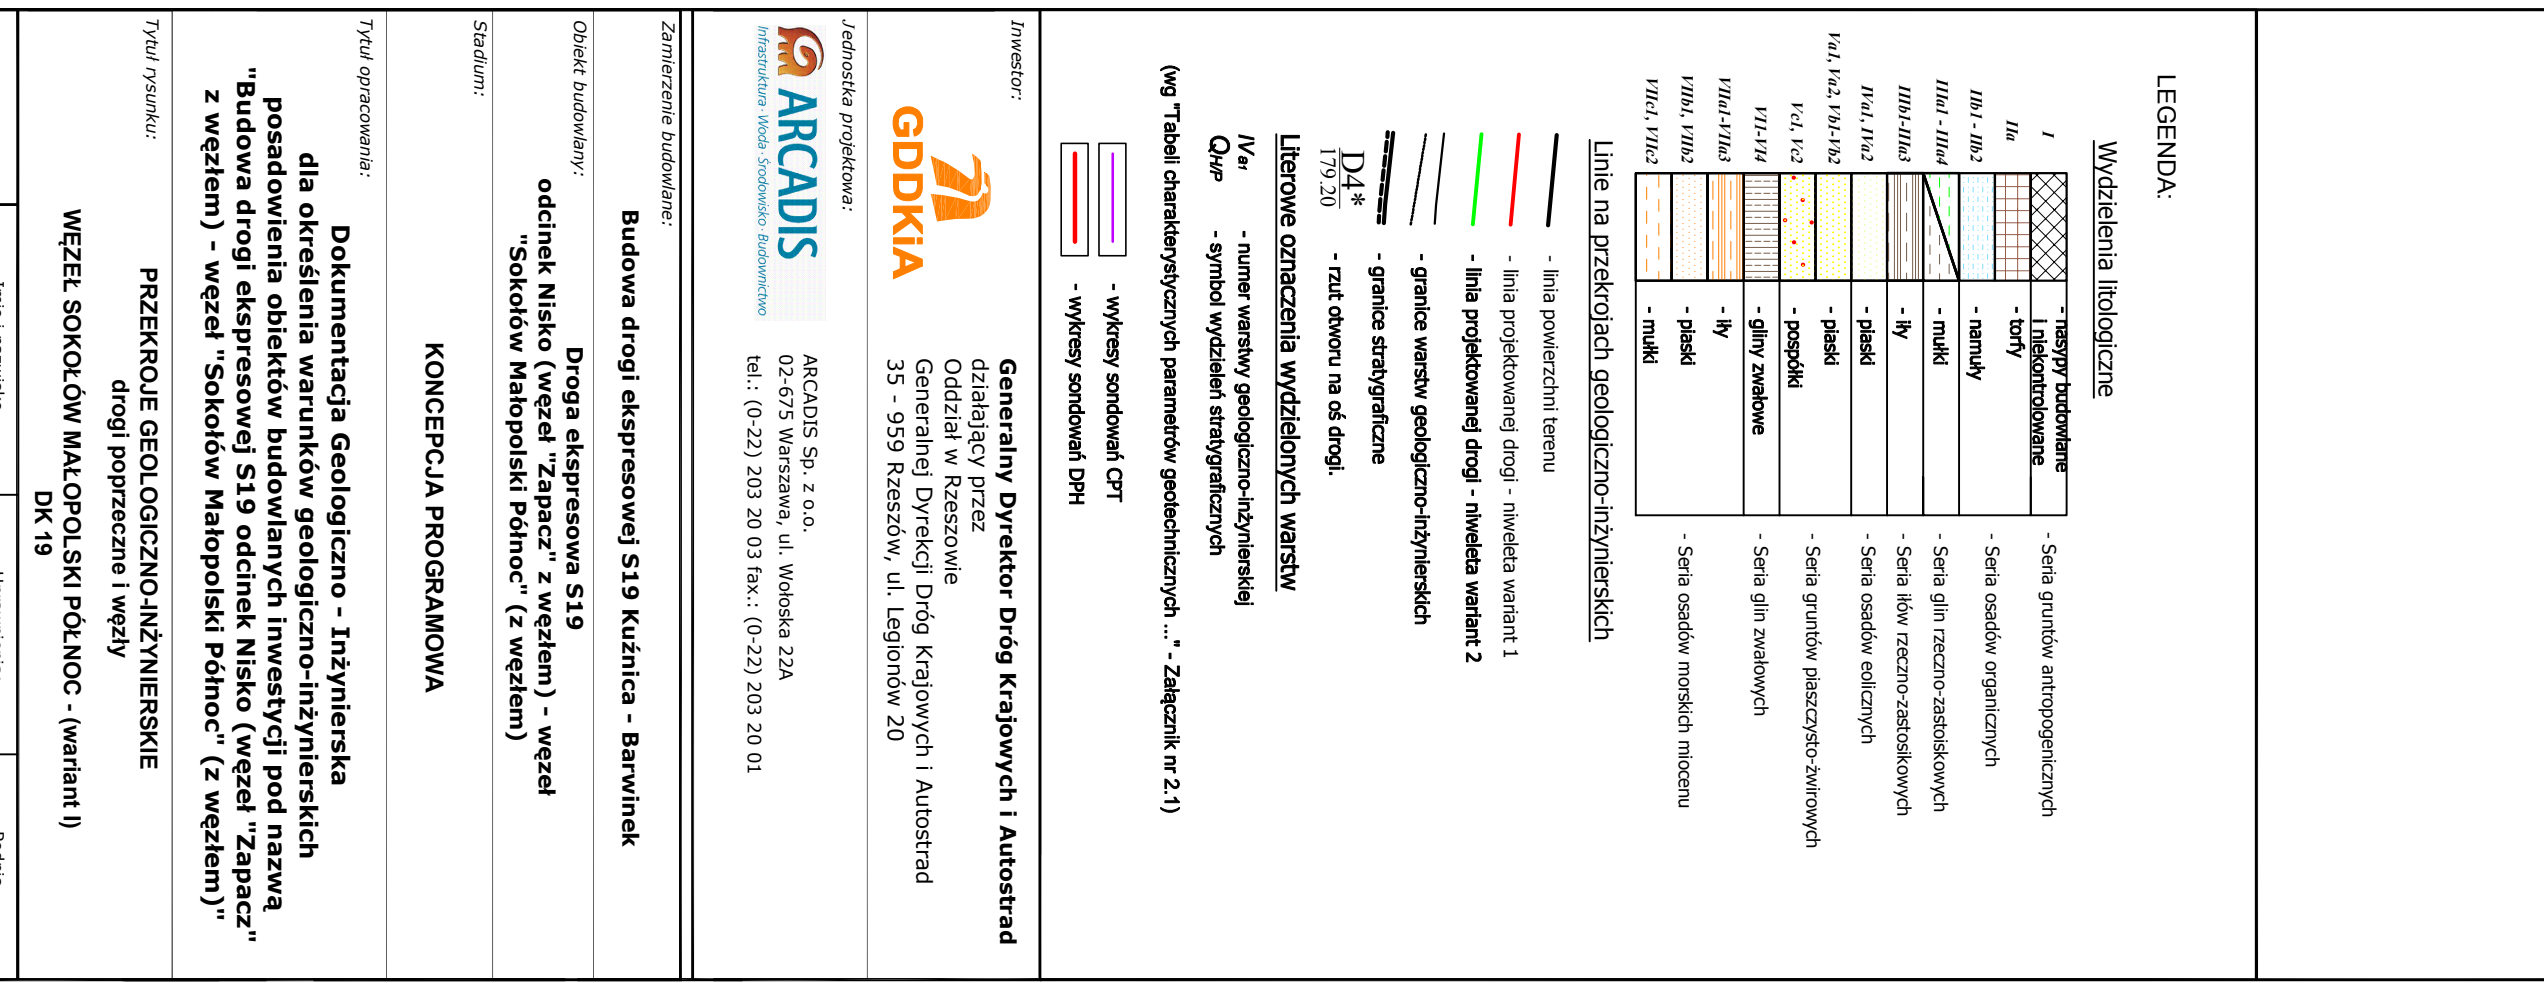 LEGENDA:
Wydzielenia litologiczne
I - nasypy budowlane
i niekontrolowane - Seria gruntów antropogenicznych
IIa - torfy
IIb1 - IIb2 - namuły - Seria osadów organicznych
IIIa1 - IIIa4 - mułki - Seria glin rzeczno-zastoiskowych
IIIb1-IIIa3 - iły - Seria iłów rzeczno-zastosikowych
IVa1, IVa2 - piaski - Seria osadów eolicznych
Va1, Va2, Vb1-Vb2 - piaski
Vc1, Vc2 - pospółki - Seria gruntów piaszczysto-żwirowych
VI1-VI4 - gliny zwałowe - Seria glin zwałowych
VIIa1-VIIa3 - iły
VIIb1, VIIb2 - piaski - Seria osadów morskich miocenu
VIIc1, VIIc2 - mułki
Linie na przekrojach geologiczno-inżynierskich
- linia powierzchni terenu
- linia projektowanej drogi - niweleta wariant 1
- linia projektowanej drogi - niweleta wariant 2
- granice warstw geologiczno-inżynierskich
- granice stratygraficzne
D4*
179.20 - rzut otworu na oś drogi.
Literowe oznaczenia wydzielonych warstw
IVa1 - numer warstwy geologiczno-inżynierskiej
QH/P - symbol wydzieleń stratygraficznych
(wg "Tabeli charakterystycznych parametrów geotechnicznych ..." - Załącznik nr 2.1)
- wykresy sondowań CPT
- wykresy sondowań DPH
Inwestor:
GDDKiA
Generalny Dyrektor Dróg Krajowych i Autostrad
działający przez
Oddział w Rzeszowie
Generalnej Dyrekcji Dróg Krajowych i Autostrad
35 - 959 Rzeszów, ul. Legionów 20
Jednostka projektowa:
ARCADIS
Infrastruktura · Woda · Środowisko · Budownictwo
ARCADIS Sp. z o.o.
02-675 Warszawa, ul. Wołoska 22A
tel.: (0-22) 203 20 03 fax.: (0-22) 203 20 01
Zamierzenie budowlane:
Budowa drogi ekspresowej S19 Kuźnica - Barwinek
Obiekt budowlany:
Droga ekspresowa S19
odcinek Nisko (węzeł "Zapacz" z węzłem) - węzeł
"Sokołów Małopolski Północ" (z węzłem)
Stadium:
KONCEPCJA PROGRAMOWA
Tytuł opracowania:
Dokumentacja Geologiczno - Inżynierska
dla określenia warunków geologiczno-inżynierskich
posadowienia obiektów budowlanych inwestycji pod nazwą
"Budowa drogi ekspresowej S19 odcinek Nisko (węzeł "Zapacz"
z węzłem) - węzeł "Sokołów Małopolski Północ" (z węzłem)"
Tytuł rysunku:
PRZEKROJE GEOLOGICZNO-INŻYNIERSKIE
drogi poprzeczne i węzły
WĘZEŁ SOKOŁÓW MAŁOPOLSKI PÓŁNOC - (wariant I)
DK 19